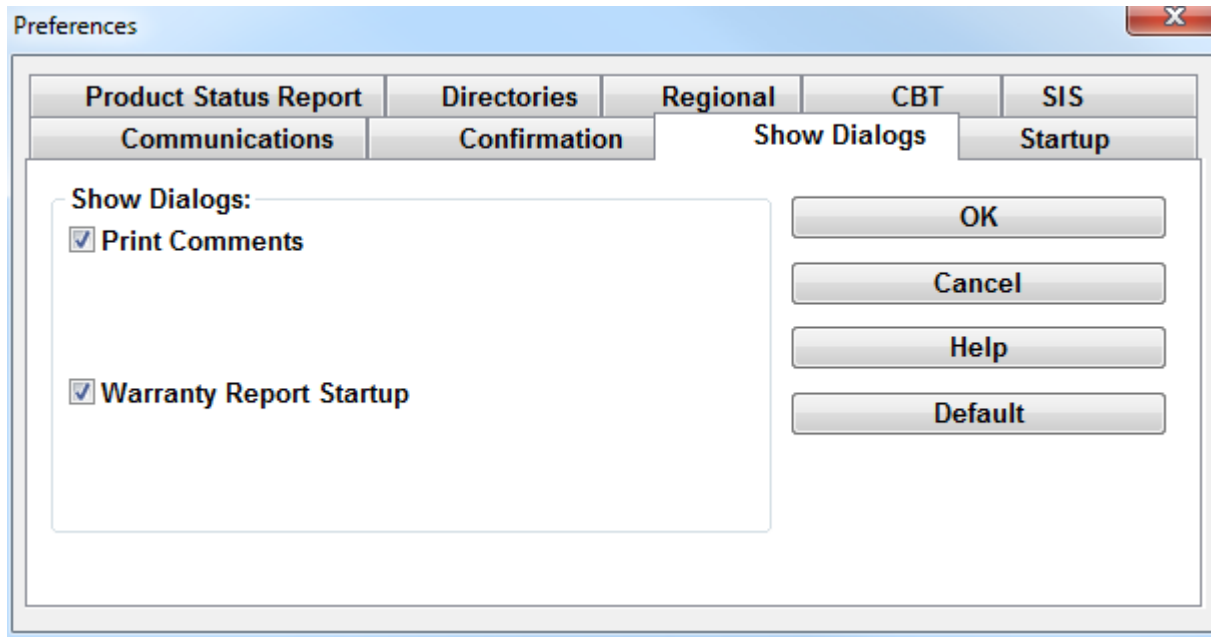 Preferences
Product Status Report Directories Regional CBT SIS
Communications Confirmation Show Dialogs Startup
Show Dialogs:
Print Comments
Warranty Report Startup
OK
Cancel
Help
Default